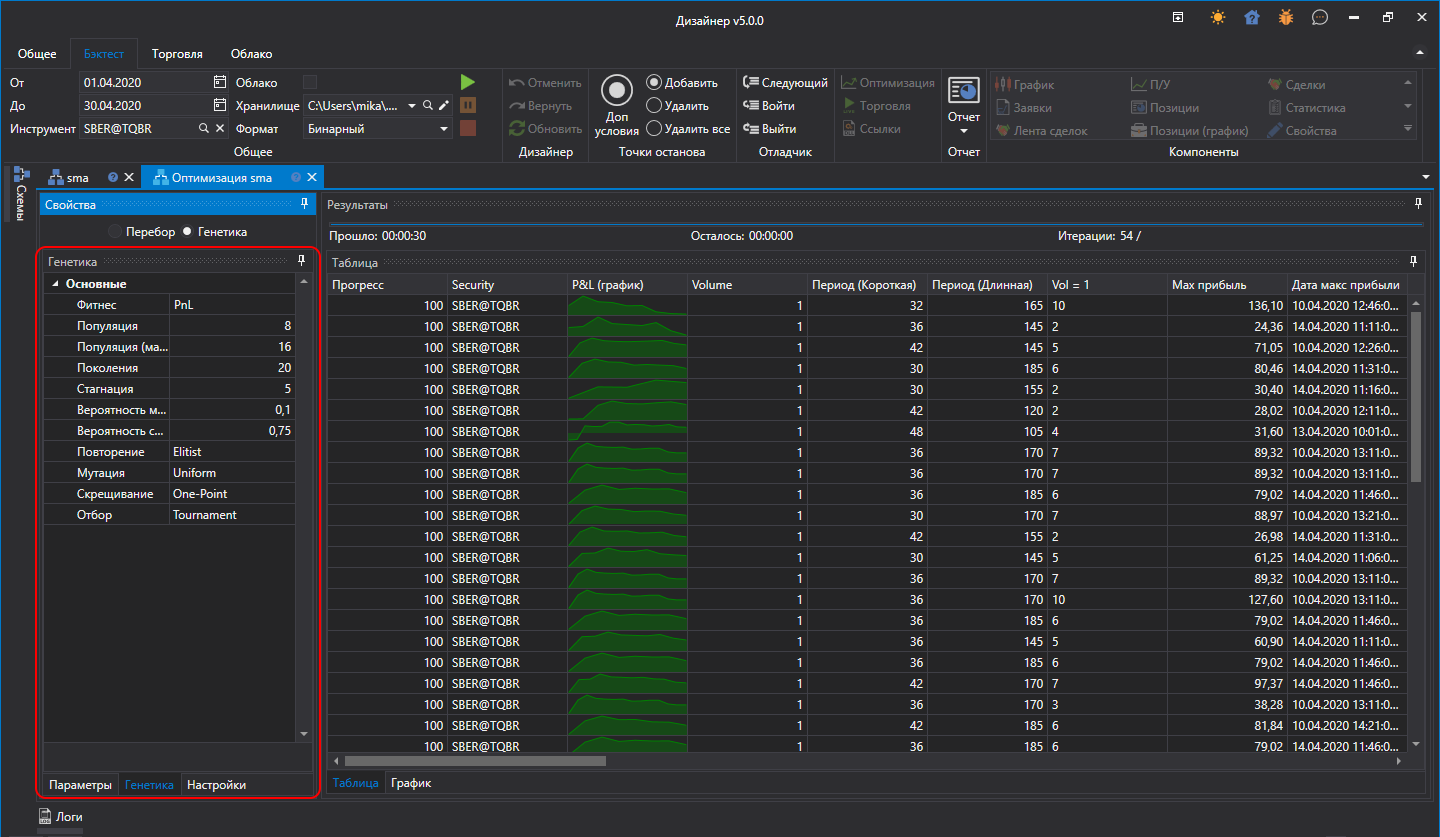 Дизайнер v5.0.0
Общее Бэктест Торговля Облако
От 01.04.2020 Облако
До 30.04.2020 Хранилище C:\Users\mika\...
Инструмент SBER@TQBR Формат Бинарный
Общее
Отменить
Вернуть
Обновить
Дизайнер
Доп условия
Добавить
Удалить
Удалить все
Точки останова
Следующий
Войти
Выйти
Отладчик
Оптимизация
Торговля
Ссылки
Отчет
Отчет
График П/У Сделки
Заявки Позиции Статистика
Лента сделок Позиции (график) Свойства
Компоненты
Схемы
sma Оптимизация sma
Свойства
Перебор Генетика
Генетика
Основные
Фитнес PnL
Популяция 8
Популяция (ма... 16
Поколения 20
Стагнация 5
Вероятность м... 0,1
Вероятность с... 0,75
Повторение Elitist
Мутация Uniform
Скрещивание One-Point
Отбор Tournament
Параметры Генетика Настройки
Результаты
Прошло: 00:00:30 Осталось: 00:00:00 Итерации: 54 /
Таблица
Прогресс Security P&L (график) Volume Период (Короткая) Период (Длинная) Vol = 1 Max прибыль Дата макс прибыли
100 SBER@TQBR 1 32 165 10 136,10 10.04.2020 12:46:0...
100 SBER@TQBR 1 36 145 2 24,36 14.04.2020 11:11:0...
100 SBER@TQBR 1 42 145 5 71,05 10.04.2020 12:26:0...
100 SBER@TQBR 1 30 185 6 80,46 14.04.2020 11:31:0...
100 SBER@TQBR 1 30 155 2 30,40 14.04.2020 11:16:0...
100 SBER@TQBR 1 42 120 2 28,02 10.04.2020 12:11:0...
100 SBER@TQBR 1 48 105 4 31,60 13.04.2020 10:01:0...
100 SBER@TQBR 1 36 170 7 89,32 10.04.2020 13:11:0...
100 SBER@TQBR 1 36 170 7 89,32 10.04.2020 13:11:0...
100 SBER@TQBR 1 36 185 6 79,02 14.04.2020 11:46:0...
100 SBER@TQBR 1 30 170 7 88,97 10.04.2020 13:21:0...
100 SBER@TQBR 1 42 155 2 26,98 14.04.2020 11:31:0...
100 SBER@TQBR 1 30 145 5 61,25 14.04.2020 11:06:0...
100 SBER@TQBR 1 36 170 7 89,32 10.04.2020 13:11:0...
100 SBER@TQBR 1 36 170 10 127,60 10.04.2020 13:11:0...
100 SBER@TQBR 1 36 185 6 79,02 14.04.2020 11:46:0...
100 SBER@TQBR 1 36 145 5 60,90 14.04.2020 11:11:0...
100 SBER@TQBR 1 36 185 6 79,02 14.04.2020 11:46:0...
100 SBER@TQBR 1 42 170 7 97,37 14.04.2020 11:46:0...
100 SBER@TQBR 1 36 170 3 38,28 10.04.2020 13:11:0...
100 SBER@TQBR 1 42 185 6 81,84 10.04.2020 14:21:0...
100 SBER@TQBR 1 36 185 6 79,02 14.04.2020 11:46:0...
Таблица График
Логи